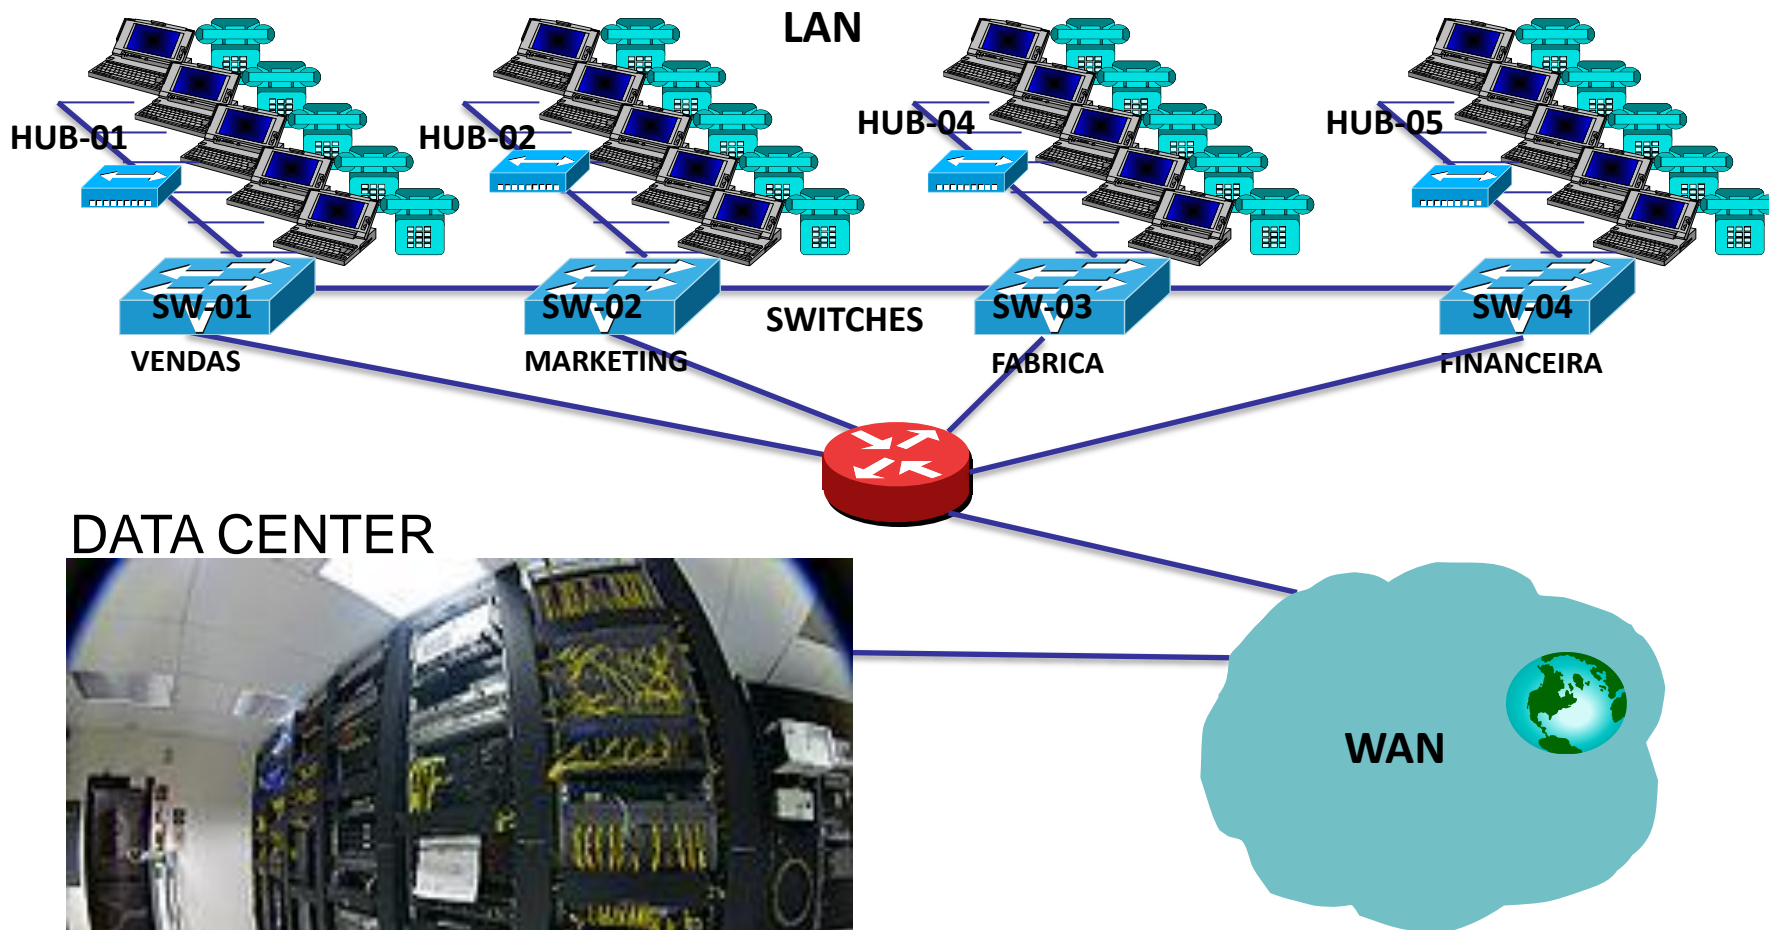 LAN
HUB-01
HUB-02
HUB-04
HUB-05
SW-01
SW-02
SW-03
SW-04
SWITCHES
VENDAS
MARKETING
FABRICA
FINANCEIRA
DATA CENTER
WAN